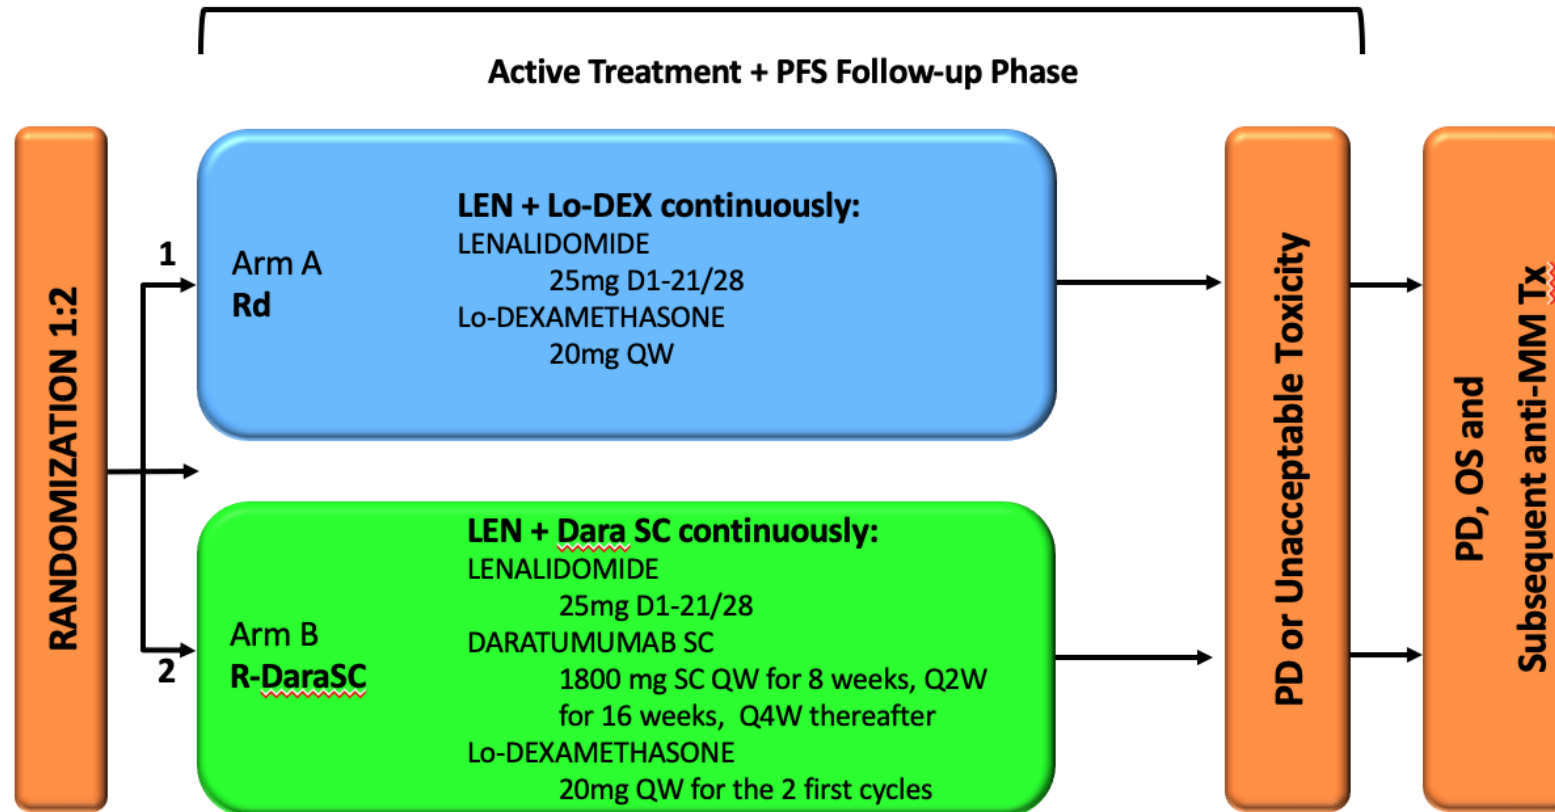 Active Treatment + PFS Follow-up Phase
RANDOMIZATION 1:2
1
Arm A
Rd
LEN + Lo-DEX continuously:
LENALIDOMIDE
25mg D1-21/28
Lo-DEXAMETHASONE
20mg QW
2
Arm B
R-DaraSC
LEN + Dara SC continuously:
LENALIDOMIDE
25mg D1-21/28
DARATUMUMAB SC
1800 mg SC QW for 8 weeks, Q2W
for 16 weeks, Q4W thereafter
Lo-DEXAMETHASONE
20mg QW for the 2 first cycles
PD or Unacceptable Toxicity
PD, OS and
Subsequent anti-MM Tx